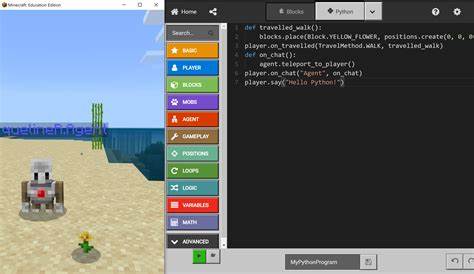 Minecraft: Education Edition
Blocks
Python
Search...
BASIC
PLAYER
BLOCKS
MOBS
AGENT
GAMEPLAY
POSITIONS
LOOPS
LOGIC
VARIABLES
MATH
ADVANCED
1 def travelled_walk():
2 blocks.place(Block.YELLOW_FLOWER, positions.create(0, 0, 0
3 player.on_travelled(TravelMethod.WALK, travelled_walk)
4 def on_chat():
5 agent.teleport_to_player()
6 player.on_chat("Agent", on_chat)
7 player.say("Hello Python!")
MyPythonProgram